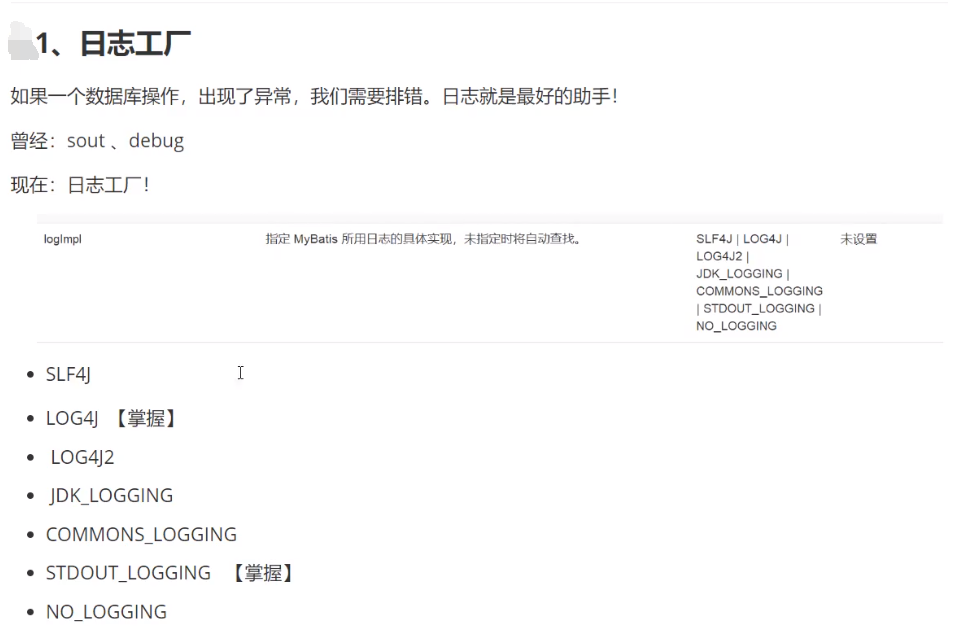 1、日志工厂
如果一个数据库操作，出现了异常，我们需要排错。日志就是最好的助手！
曾经：sout 、debug
现在：日志工厂！
logImpl 指定 MyBatis 所用日志的具体实现，未指定时将自动查找。 SLF4J | LOG4J | 未设置
LOG4J2 |
JDK_LOGGING |
COMMONS_LOGGING
| STDOUT_LOGGING |
NO_LOGGING
• SLF4J
• LOG4J 【掌握】
• LOG4J2
• JDK_LOGGING
• COMMONS_LOGGING
• STDOUT_LOGGING 【掌握】
• NO_LOGGING